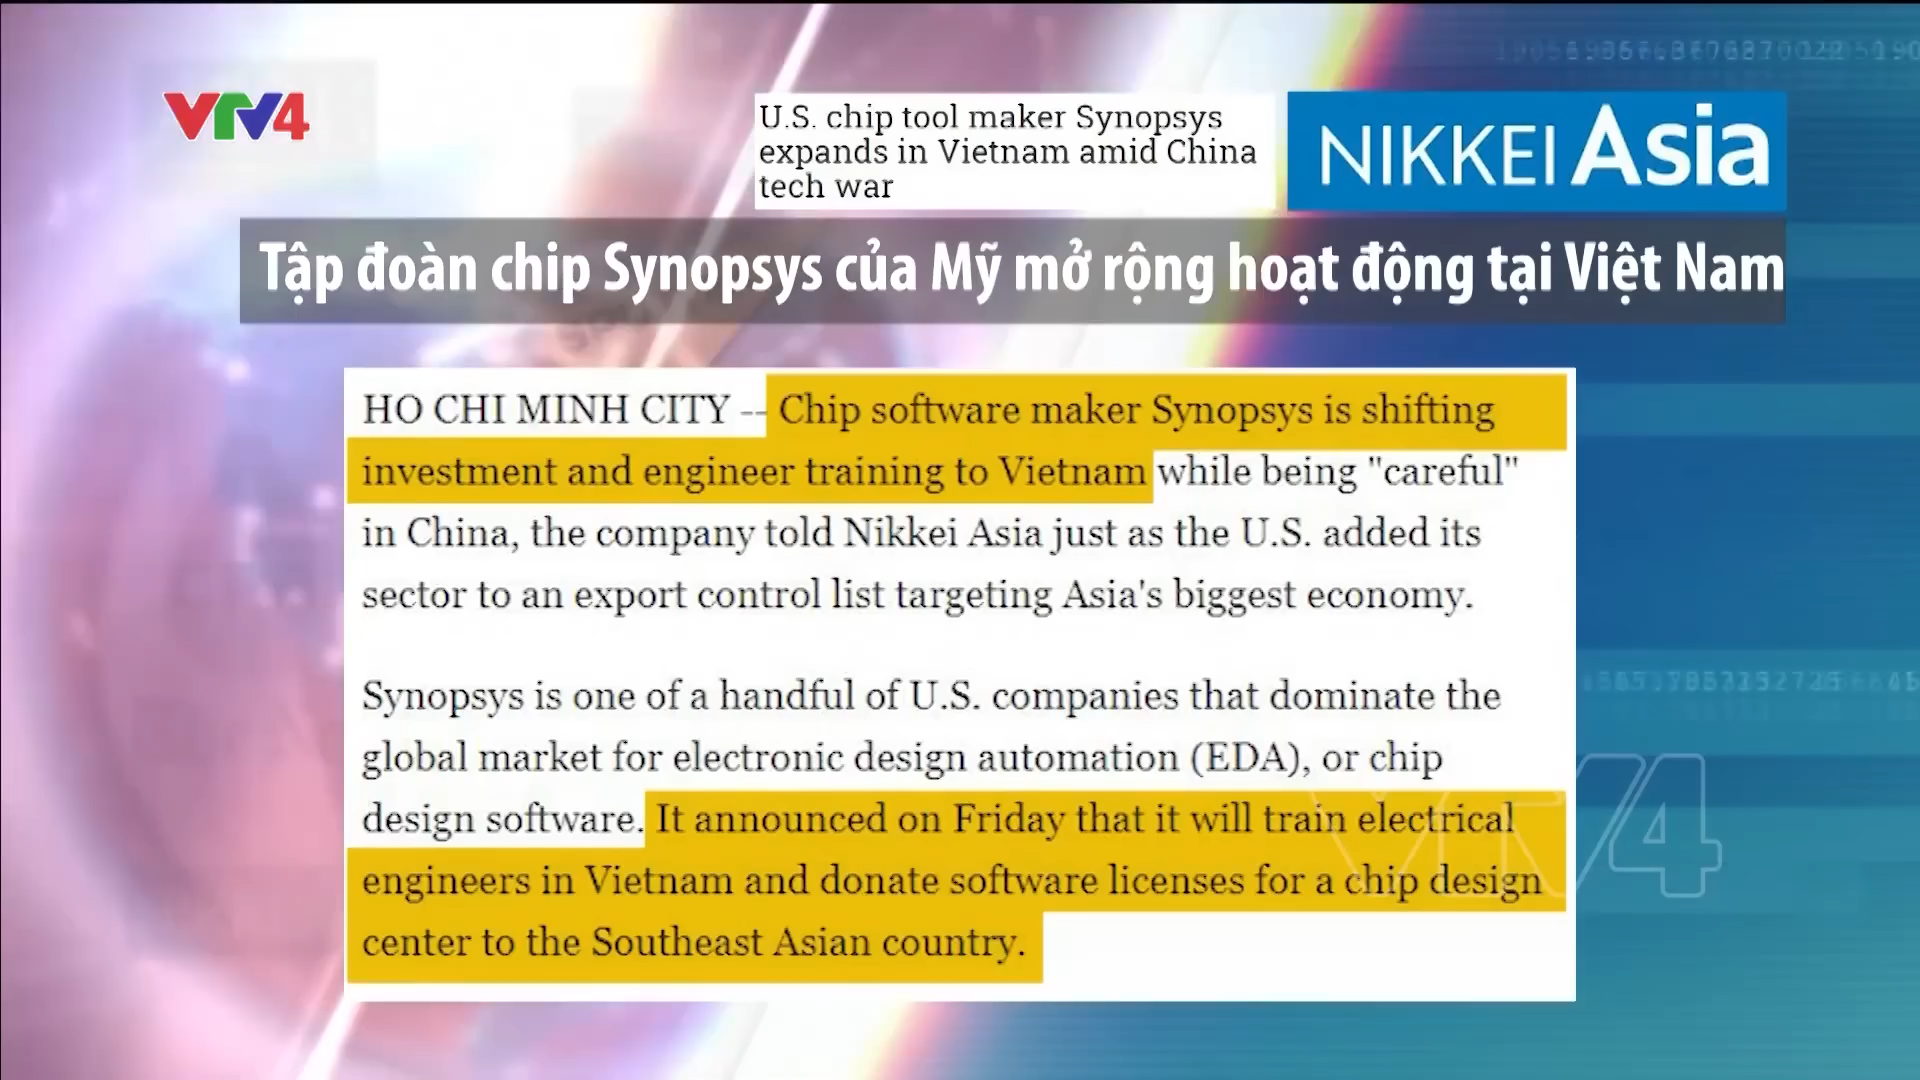 VTV4
U.S. chip tool maker Synopsys
expands in Vietnam amid China
tech war
NIKKEI Asia
Tập đoàn chip Synopsys của Mỹ mở rộng hoạt động tại Việt Nam
HO CHI MINH CITY -- Chip software maker Synopsys is shifting
investment and engineer training to Vietnam while being "careful"
in China, the company told Nikkei Asia just as the U.S. added its
sector to an export control list targeting Asia's biggest economy.
Synopsys is one of a handful of U.S. companies that dominate the
global market for electronic design automation (EDA), or chip
design software. It announced on Friday that it will train electrical
engineers in Vietnam and donate software licenses for a chip design
center to the Southeast Asian country.
VTV4